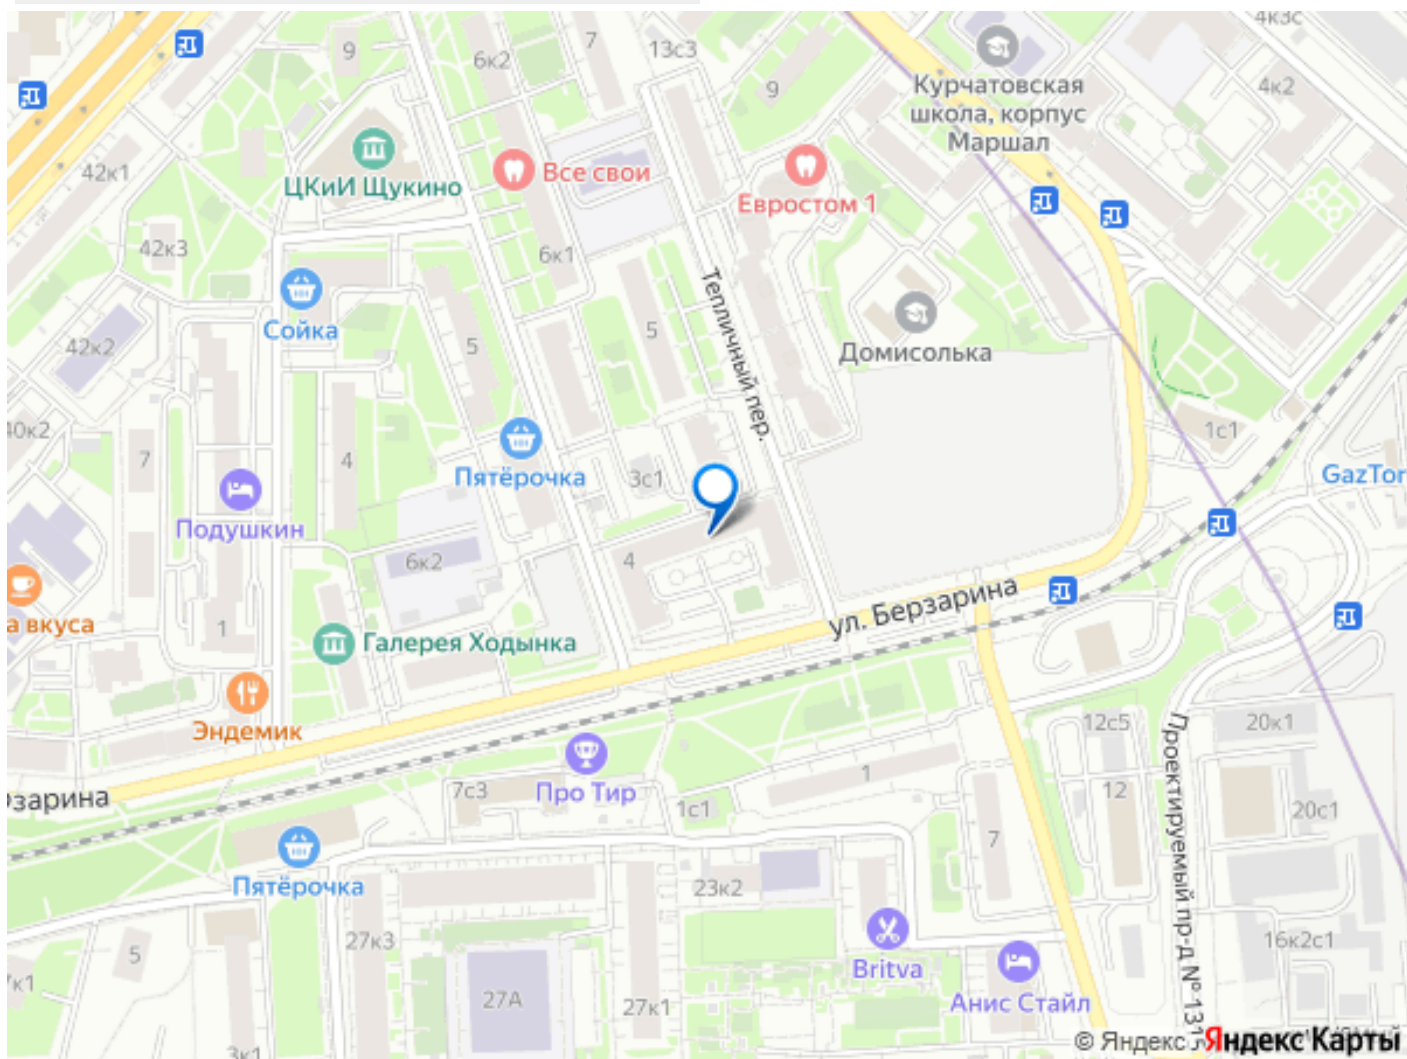 4к3с
9
6к2
7
13с3
9
4к2
Курчатовская
школа, корпус
Маршал
42к1
ЦКиИ Щукино
Все свои
Евростом 1
42к3
6к1
Тепличный пер.
Сойка
5
5
Домисолька
42к2
40к2
7
4
Пятёрочка
3с1
1с1
GazTor
Подушкин
6к2
4
ул. Берзарина
а вкуса
1
Галерея Ходынка
Эндемик
12с5
20к1
Проектируемый пр-д № 131
рзарина
7с3
Про Тир
1с1
1
12
20с1
7
Пятёрочка
23к2
27к3
5
Britva
16к2с1
7к1
27А
27к1
Анис Стайл
3к1
© Яндекс
Яндекс Карты